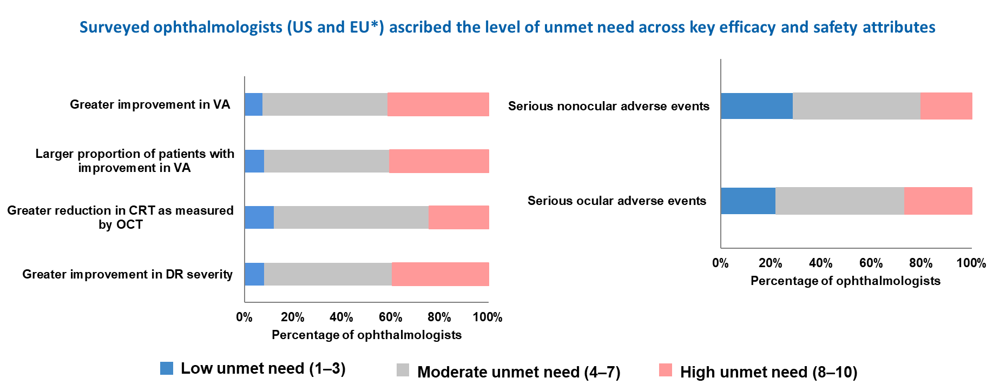 Surveyed ophthalmologists (US and EU*) ascribed the level of unmet need across key efficacy and safety attributes
Greater improvement in VA
Larger proportion of patients with
improvement in VA
Greater reduction in CRT as measured
by OCT
Greater improvement in DR severity
0% 20% 40% 60% 80% 100%
Percentage of ophthalmologists
Serious nonocular adverse events
Serious ocular adverse events
0% 20% 40% 60% 80% 100%
Percentage of ophthalmologists
Low unmet need (1–3)
Moderate unmet need (4–7)
High unmet need (8–10)